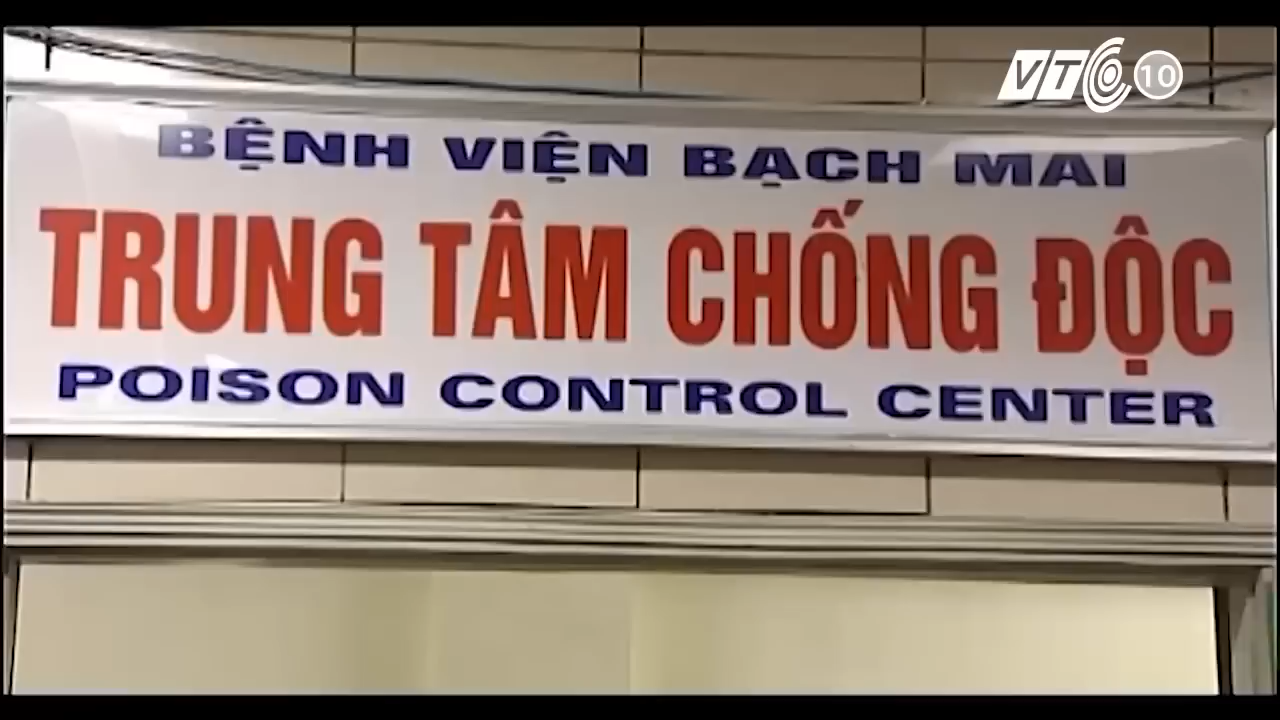 VTC 10
BỆNH VIỆN BẠCH MAI
TRUNG TÂM CHỐNG ĐỘC
POISON CONTROL CENTER